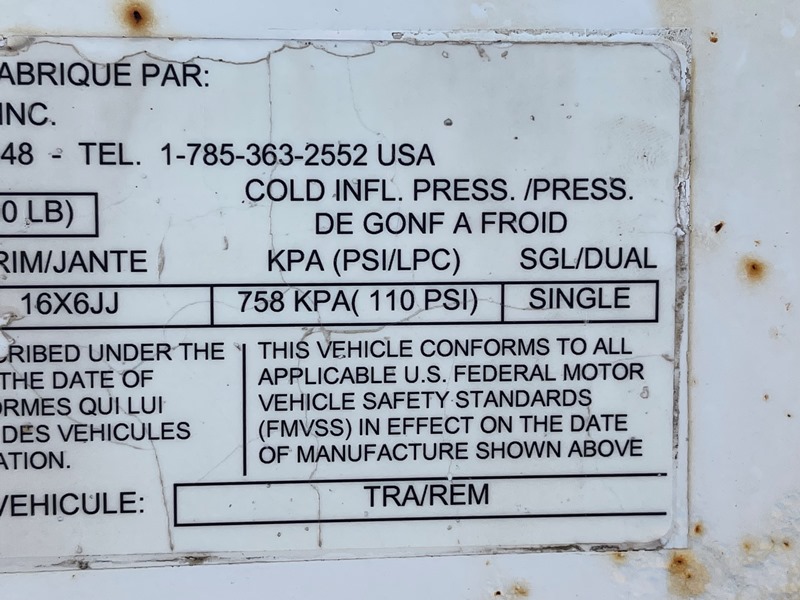 ABRIQUE PAR:
INC.
48 - TEL. 1-785-363-2552 USA
COLD INFL. PRESS. /PRESS.
0 LB) DE GONF A FROID
RIM/JANTE KPA (PSI/LPC) SGL/DUAL
16X6JJ 758 KPA( 110 PSI) SINGLE
CRIBED UNDER THE
THE DATE OF
ORMES QUI LUI
DES VEHICULES
ATION.
THIS VEHICLE CONFORMS TO ALL
APPLICABLE U.S. FEDERAL MOTOR
VEHICLE SAFETY STANDARDS
(FMVSS) IN EFFECT ON THE DATE
OF MANUFACTURE SHOWN ABOVE
VEHICULE: TRA/REM